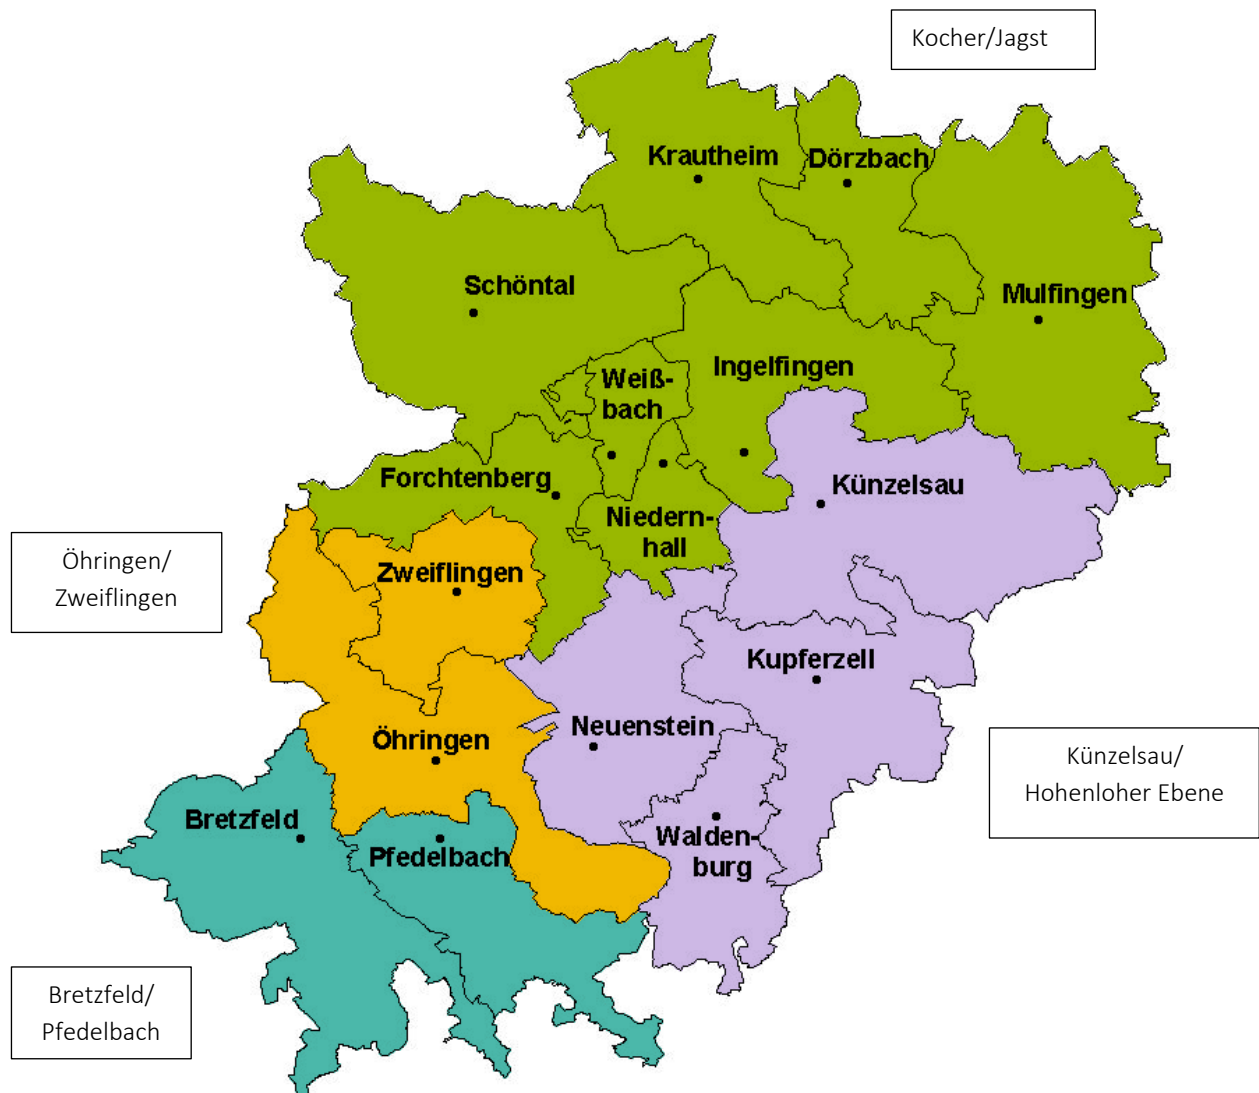 Kocher/Jagst
Krautheim
Dörzbach
Schöntal
Mulfingen
Ingelfingen
Weiß-
bach
Forchtenberg
Künzelsau
Niedern-
hall
Öhringen/
Zweiflingen
Zweiflingen
Kupferzell
Neuenstein
Öhringen
Künzelsau/
Hohenloher Ebene
Bretzfeld
Pfedelbach
Walden-
burg
Bretzfeld/
Pfedelbach